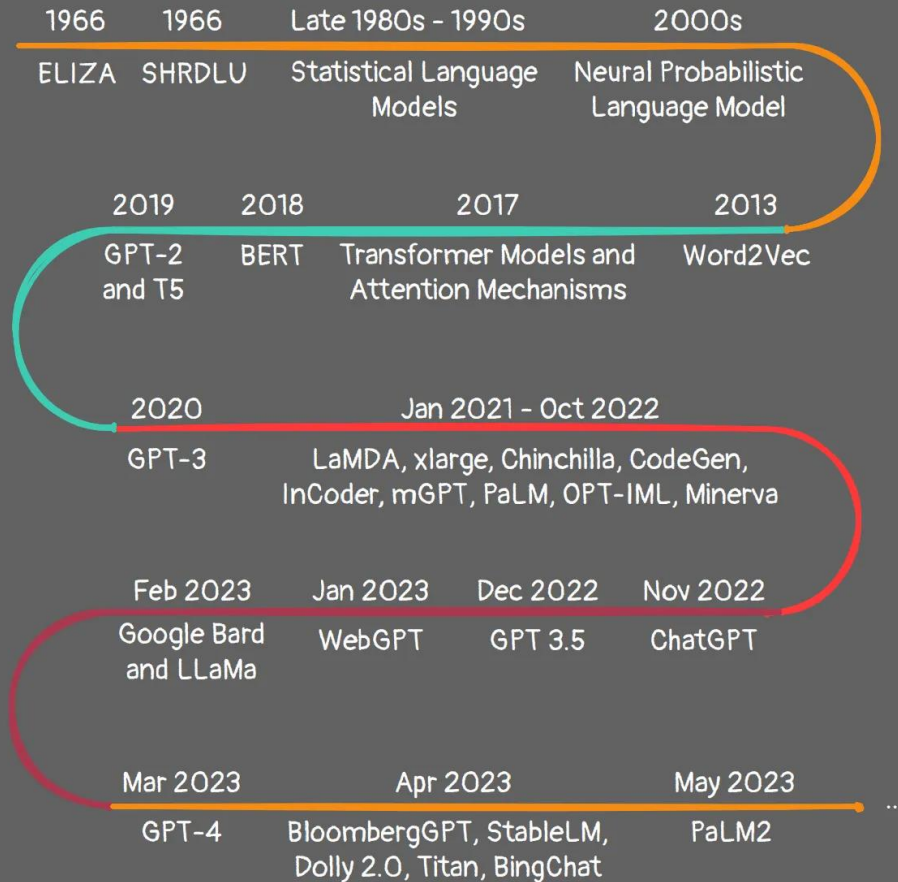 1966 1966 Late 1980s - 1990s 2000s
ELIZA SHRDLU Statistical Language Neural Probabilistic
Models Language Model
2019 2018 2017 2013
GPT-2 BERT Transformer Models and Word2Vec
and T5 Attention Mechanisms
2020 Jan 2021 - Oct 2022
GPT-3 LaMDA, xlarge, Chinchilla, CodeGen,
InCoder, mGPT, PaLM, OPT-IML, Minerva
Feb 2023 Jan 2023 Dec 2022 Nov 2022
Google Bard WebGPT GPT 3.5 ChatGPT
and LLaMa
Mar 2023 Apr 2023 May 2023
..
GPT-4 BloombergGPT, StableLM, PaLM2
Dolly 2.0, Titan, BingChat